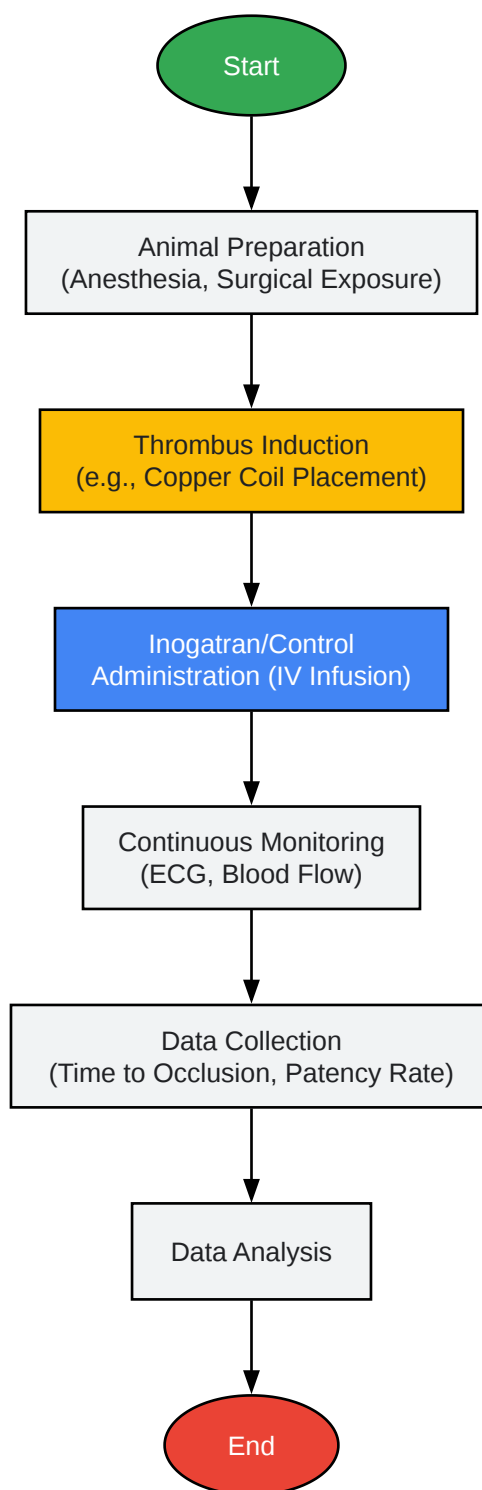 Start
Animal Preparation
(Anesthesia, Surgical Exposure)
Thrombus Induction
(e.g., Copper Coil Placement)
Inogatran/Control
Administration (IV Infusion)
Continuous Monitoring
(ECG, Blood Flow)
Data Collection
(Time to Occlusion, Patency Rate)
Data Analysis
End